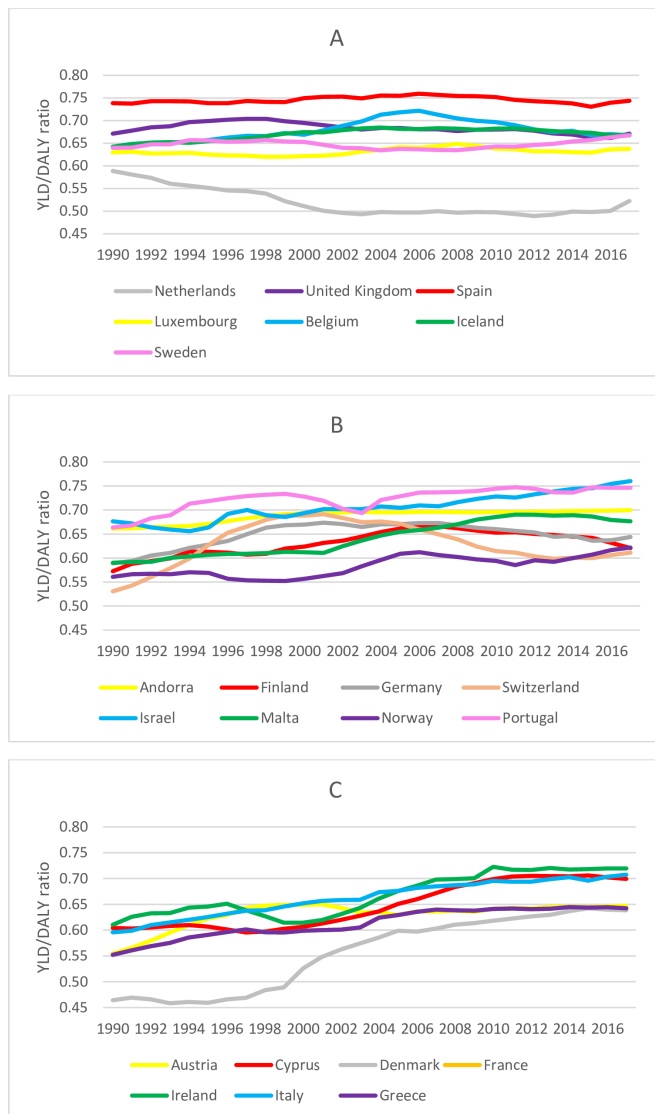 A
0.80
0.75
0.70
0.65
0.60
0.55
0.50
0.45
YLD/DALY ratio
1990 1992 1994 1996 1998 2000 2002 2004 2006 2008 2010 2012 2014 2016
Netherlands United Kingdom Spain
Luxembourg Belgium Iceland
Sweden
B
0.80
0.75
0.70
0.65
0.60
0.55
0.50
0.45
YLD/DALY ratio
1990 1992 1994 1996 1998 2000 2002 2004 2006 2008 2010 2012 2014 2016
Andorra Finland Germany Switzerland
Israel Malta Norway Portugal
C
0.80
0.75
0.70
0.65
0.60
0.55
0.50
0.45
YLD/DALY ratio
1990 1992 1994 1996 1998 2000 2002 2004 2006 2008 2010 2012 2014 2016
Austria Cyprus Denmark France
Ireland Italy Greece